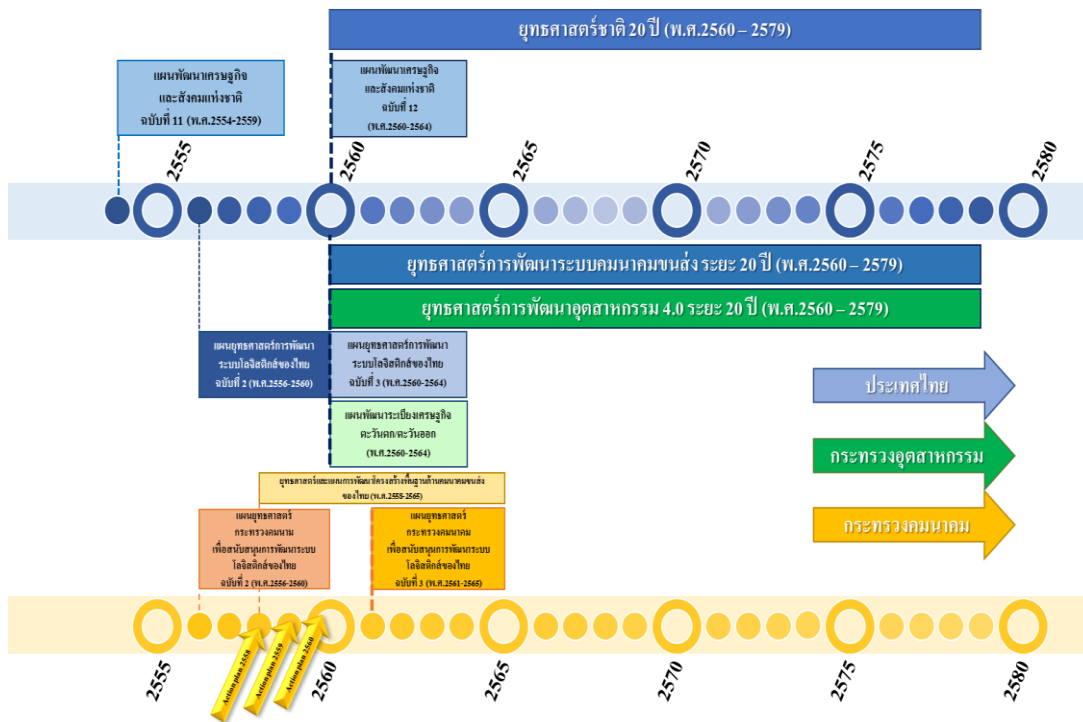 ยุทธศาสตร์ชาติ 20 ปี (พ.ศ.2560 – 2579)
แผนพัฒนาเศรษฐกิจ
และสังคมแห่งชาติ
ฉบับที่ 11 (พ.ศ.2554-2559)
แผนพัฒนาเศรษฐกิจ
และสังคมแห่งชาติ
ฉบับที่ 12
(พ.ศ.2560-2564)
2555
2560
2565
2570
2575
2580
ยุทธศาสตร์การพัฒนาระบบคมนาคมขนส่ง ระยะ 20 ปี (พ.ศ.2560 – 2579)
ยุทธศาสตร์การพัฒนาอุตสาหกรรม 4.0 ระยะ 20 ปี (พ.ศ.2560 – 2579)
แผนยุทธศาสตร์การพัฒนา
ระบบโลจิสติกส์ของไทย
ฉบับที่ 2 (พ.ศ.2556-2560)
แผนยุทธศาสตร์การพัฒนา
ระบบโลจิสติกส์ของไทย
ฉบับที่ 3 (พ.ศ.2560-2564)
ประเทศไทย
แผนพัฒนาระเบียงเศรษฐกิจ
ตะวันตก/ตะวันออก
(พ.ศ.2560-2564)
กระทรวงอุตสาหกรรม
ยุทธศาสตร์และแผนการพัฒนาโครงสร้างพื้นฐานด้านคมนาคมขนส่ง
ของไทย (พ.ศ.2558-2565)
แผนยุทธศาสตร์
กระทรวงคมนาม
เพื่อสนับสนุนการพัฒนาระบบ
โลจิสติกส์ของไทย
ฉบับที่ 2 (พ.ศ.2556-2560)
แผนยุทธศาสตร์
กระทรวงคมนาคม
เพื่อสนับสนุนการพัฒนาระบบ
โลจิสติกส์ของไทย
ฉบับที่ 3 (พ.ศ.2561-2565)
กระทรวงคมนาคม
Action plan 2558
Action plan 2559
Action plan 2560
2555
2560
2565
2570
2575
2580